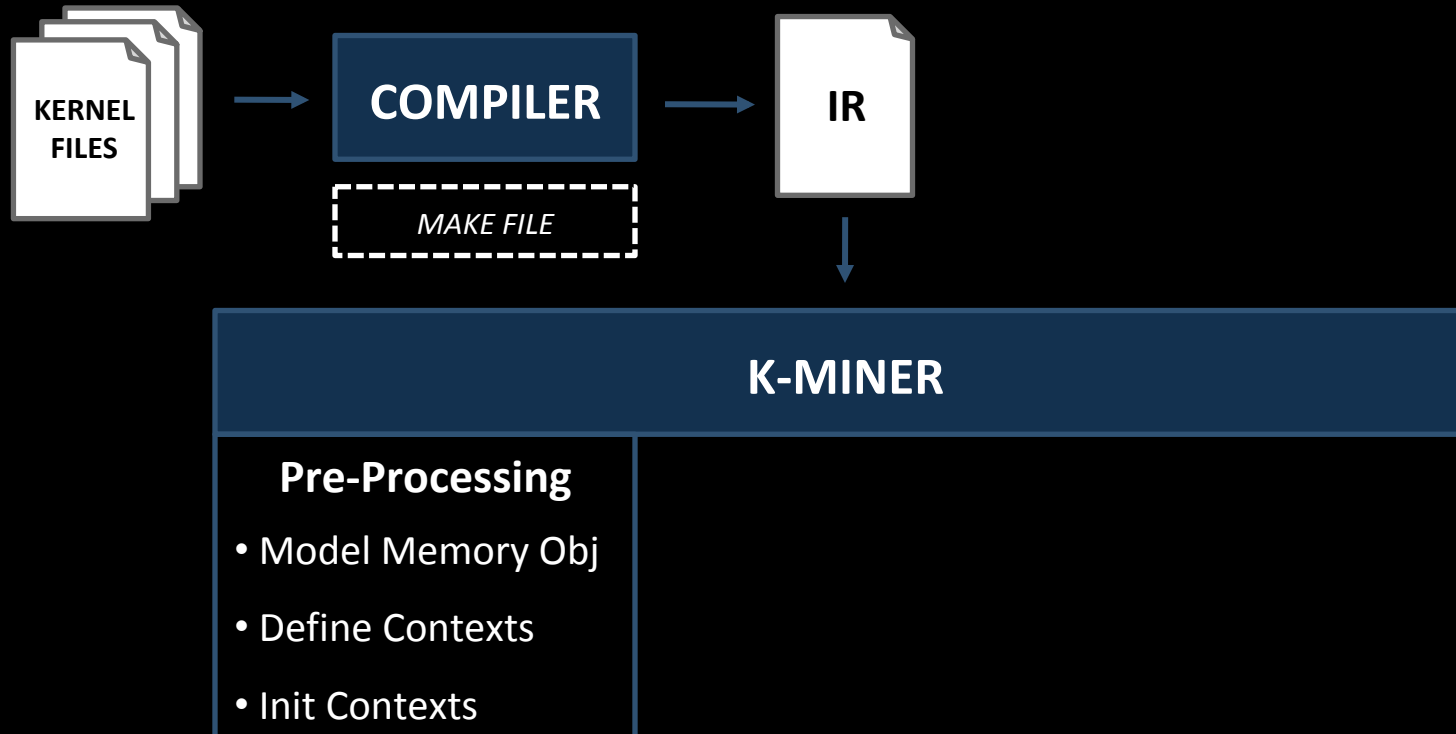 KERNEL
FILES
COMPILER
IR
MAKE FILE
K-MINER
Pre-Processing
• Model Memory Obj
• Define Contexts
• Init Contexts